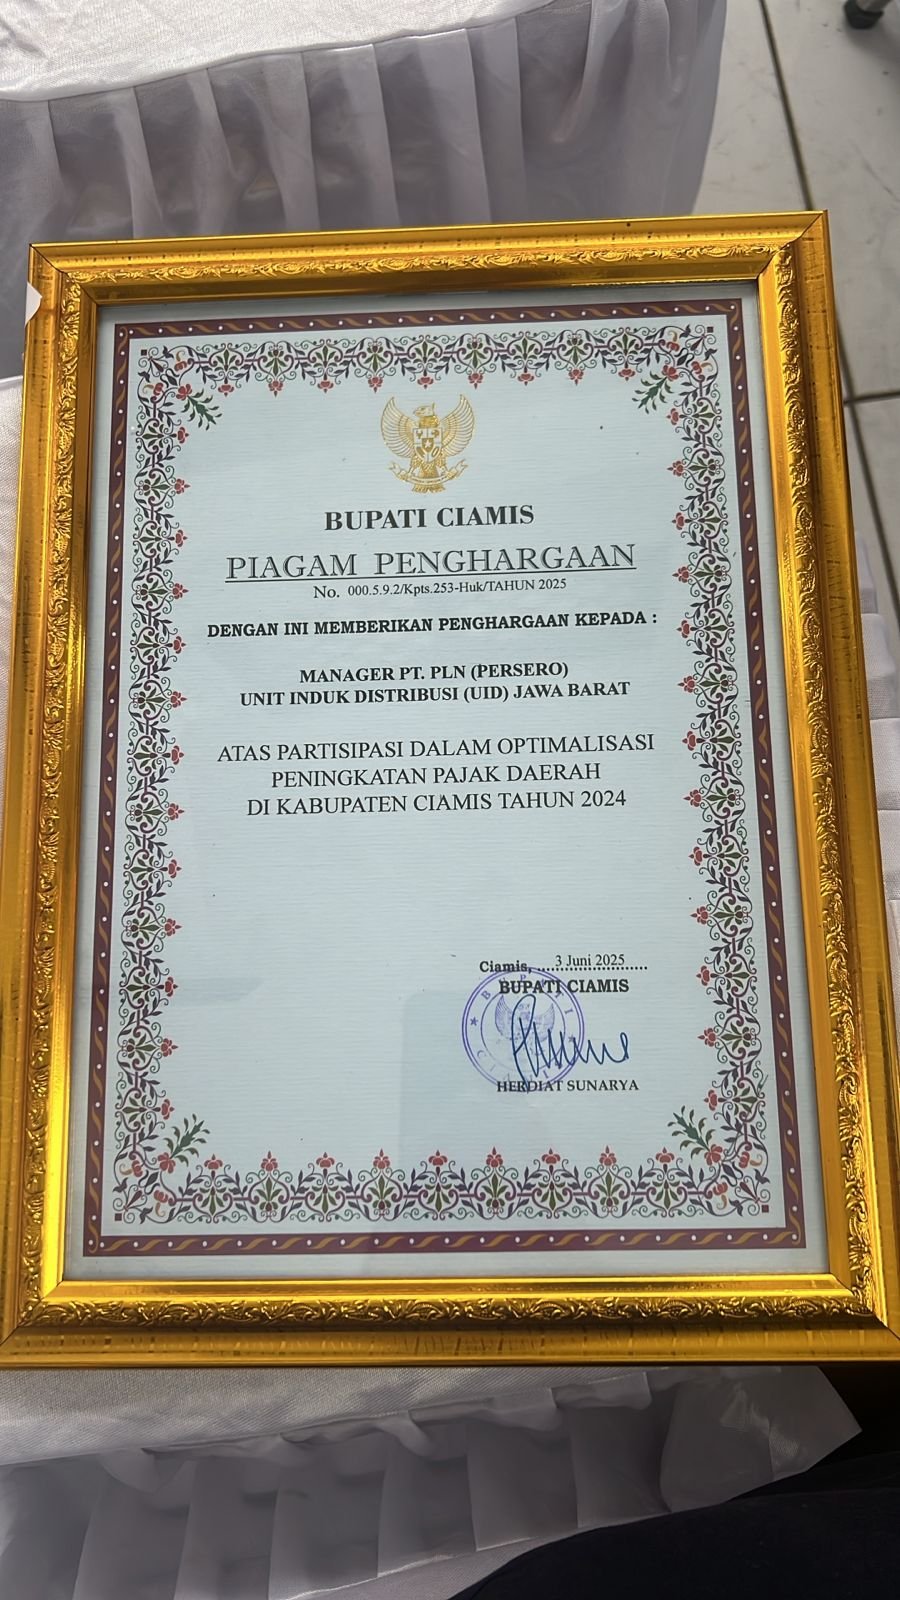 BUPATI CIAMIS
PIAGAM PENGHARGAAN
No. 000.5.9.2/Kpts.253-Huk/TAHUN 2025
DENGAN INI MEMBERIKAN PENGHARGAAN KEPADA :
MANAGER PT. PLN (PERSERO)
UNIT INDUK DISTRIBUSI (UID) JAWA BARAT
ATAS PARTISIPASI DALAM OPTIMALISASI
PENINGKATAN PAJAK DAERAH
DI KABUPATEN CIAMIS TAHUN 2024
Ciamis, 3 Juni 2025
BUPATI CIAMIS
BUPATI
CIAMIS
HERDIAT SUNARYA